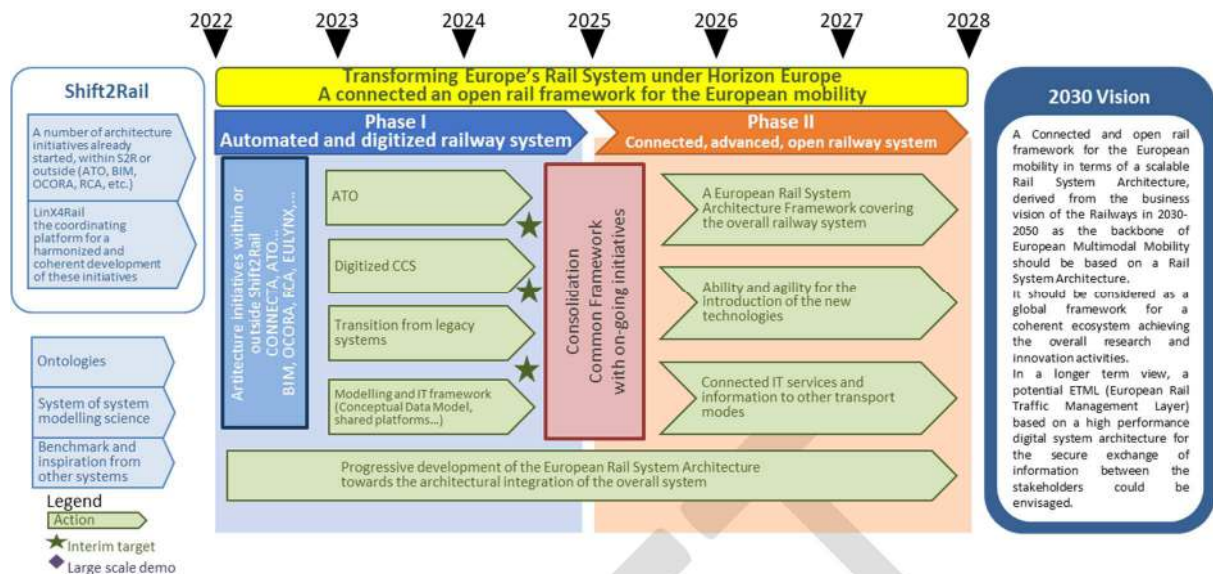 2022
2023
2024
2025
2026
2027
2028
Shift2Rail
A number of architecture
initiatives already
started, within S2R or
outside (ATO, BIM,
OCORA, RCA, etc.)
LinX4Rail
the coordinating
platform for a
harmonized and
coherent development
of these initiatives
Ontologies
System of system
modelling science
Benchmark and
inspiration from
other systems
Legend
Action
Interim target
Large scale demo
Transforming Europe's Rail System under Horizon Europe
A connected an open rail framework for the European mobility
Phase I
Automated and digitized railway system
Phase II
Connected, advanced, open railway system
Artitecture initiatives within or
outside Shift2Rail
CONNECTA, ATO...
BIM, OCORA, RCA, EULYNX,...
ATO
Digitized CCS
Transition from legacy
systems
Modelling and IT framework
(Conceptual Data Model,
shared platforms...)
Consolidation
Common Framework
with on-going initiatives
A European Rail System
Architecture Framework covering
the overall railway system
Ability and agility for the
introduction of the new
technologies
Connected IT services and
information to other transport
modes
Progressive development of the European Rail System Architecture
towards the architectural integration of the overall system
2030 Vision
A Connected and open rail
framework for the European
mobility in terms of a scalable
Rail System Architecture,
derived from the business
vision of the Railways in 2030-
2050 as the backbone of
European Multimodal Mobility
should be based on a Rail
System Architecture.
It should be considered as a
global framework for a
coherent ecosystem achieving
the overall research and
innovation activities.
In a longer term view, a
potential ETML (European Rail
Traffic Management Layer)
based on a high performance
digital system architecture for
the secure exchange of
information between the
stakeholders could be
envisaged.